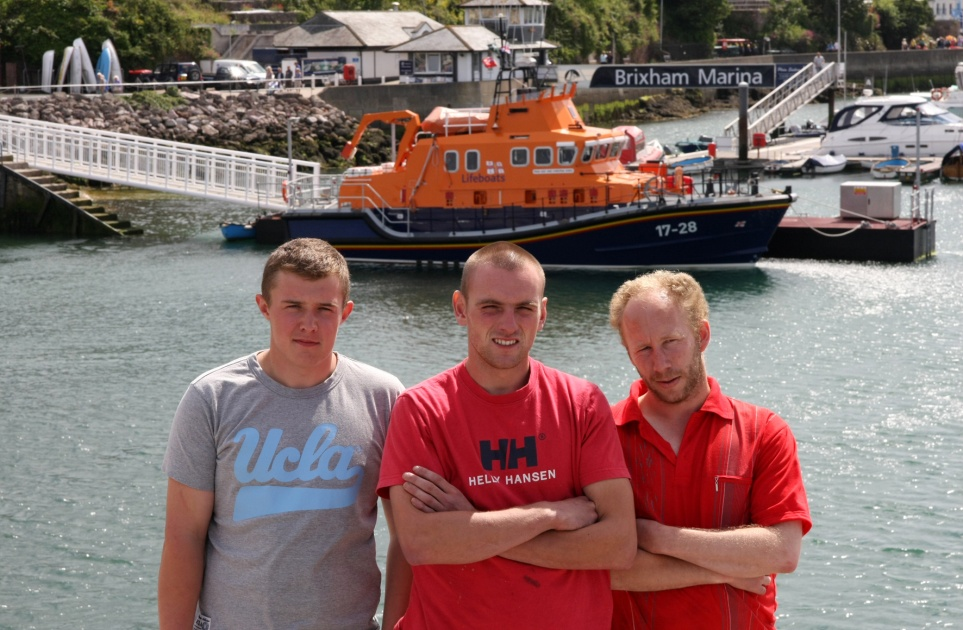 Brixham Marina
Lifeboats
17-28
Ucla
HH
HELLY HANSEN